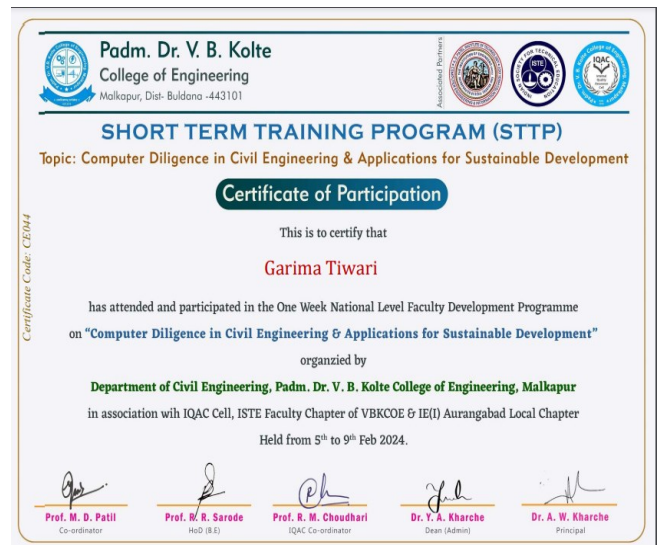 Padm. Dr. V. B. Kolte
College of Engineering
Malkapur, Dist- Buldana -443101
Associated Partners
ISTE
IQAC
SHORT TERM TRAINING PROGRAM (STTP)
Topic: Computer Diligence in Civil Engineering & Applications for Sustainable Development
Certificate of Participation
Certificate Code: CE044
This is to certify that
Garima Tiwari
has attended and participated in the One Week National Level Faculty Development Programme
on “Computer Diligence in Civil Engineering & Applications for Sustainable Development”
organzied by
Department of Civil Engineering, Padm. Dr. V. B. Kolte College of Engineering, Malkapur
in association wih IQAC Cell, ISTE Faculty Chapter of VBKCOE & IE(I) Aurangabad Local Chapter
Held from 5th to 9th Feb 2024.
Prof. M. D. Patil
Co-ordinator
Prof. R. R. Sarode
HoD (B.E)
Prof. R. M. Choudhari
IQAC Co-ordinator
Dr. Y. A. Kharche
Dean (Admin)
Dr. A. W. Kharche
Principal